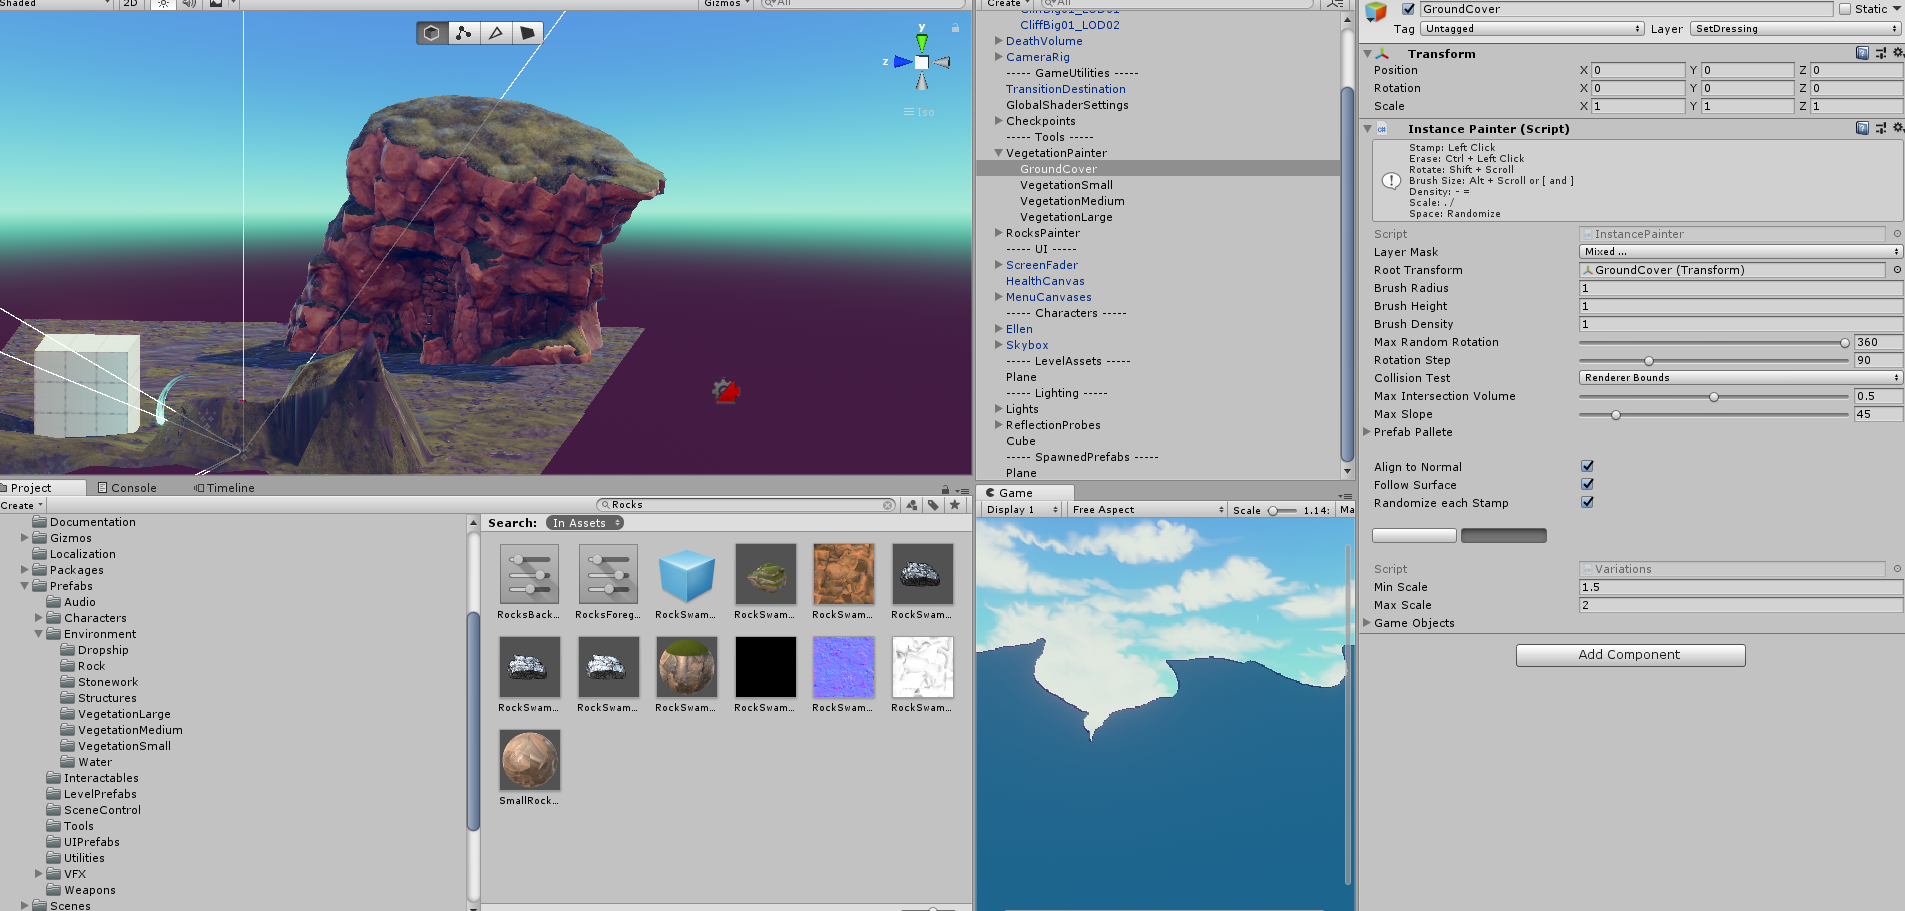 Shaded
2D
Gizmos
All
y
z
Iso
Create
All
CliffBig01_LOD01
CliffBig01_LOD02
DeathVolume
CameraRig
----- GameUtilities -----
TransitionDestination
GlobalShaderSettings
Checkpoints
----- Tools -----
VegetationPainter
GroundCover
VegetationSmall
VegetationMedium
VegetationLarge
RocksPainter
----- UI -----
ScreenFader
HealthCanvas
MenuCanvases
----- Characters -----
Ellen
Skybox
----- LevelAssets -----
Plane
----- Lighting -----
Lights
ReflectionProbes
Cube
----- SpawnedPrefabs -----
Plane
GroundCover
Static
Tag Untagged Layer SetDressing
Transform
Position X 0 Y 0 Z 0
Rotation X 0 Y 0 Z 0
Scale X 1 Y 1 Z 1
Instance Painter (Script)
Stamp: Left Click
Erase: Ctrl + Left Click
Rotate: Shift + Scroll
Brush Size: Alt + Scroll or [ and ]
Density: - =
Scale: . /
Space: Randomize
Script InstancePainter
Layer Mask Mixed ...
Root Transform GroundCover (Transform)
Brush Radius 1
Brush Height 1
Brush Density 1
Max Random Rotation 360
Rotation Step 90
Collision Test Renderer Bounds
Max Intersection Volume 0.5
Max Slope 45
Prefab Pallete
Align to Normal
Follow Surface
Randomize each Stamp
Script Variations
Min Scale 1.5
Max Scale 2
Game Objects
Add Component
Project Console Timeline
Create
Rocks
Documentation
Gizmos
Localization
Packages
Prefabs
Audio
Characters
Environment
Dropship
Rock
Stonework
Structures
VegetationLarge
VegetationMedium
VegetationSmall
Water
Interactables
LevelPrefabs
SceneControl
Tools
UIPrefabs
Utilities
VFX
Weapons
Scenes
Search: In Assets
RocksBack... RocksForeg... RockSwam... RockSwam... RockSwam... RockSwam...
RockSwam... RockSwam... RockSwam... RockSwam... RockSwam... RockSwam...
SmallRock...
Game
Display 1 Free Aspect Scale 1.14: Ma